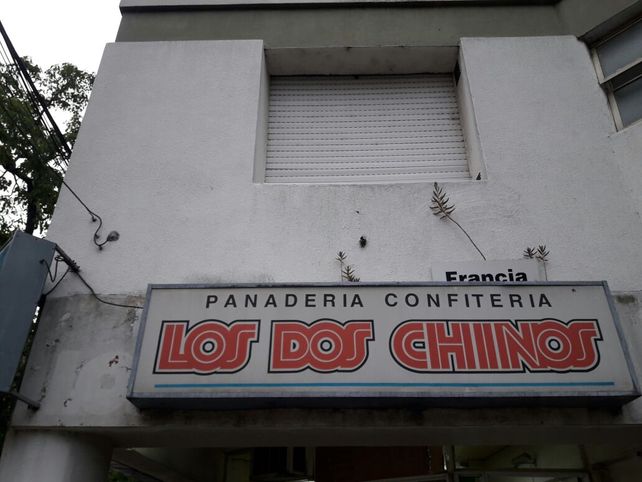 Francia
PANADERIA CONFITERIA
LOS DOS CHINOS